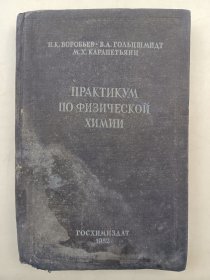 Н.К. ВОРОБЬЕВ · В.А. ГОЛЬЦШМИДТ
М.Х. КАРАПЕТЬЯНЦ
ПРАКТИКУМ
ПО ФИЗИЧЕСКОЙ
ХИМИИ
ГОСХИМИЗДАТ
1952